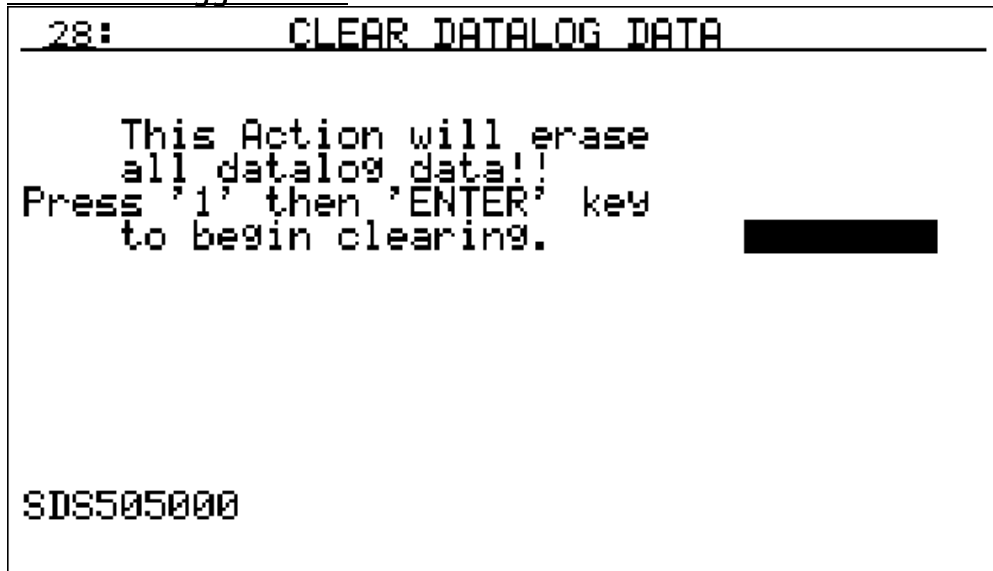 28: CLEAR DATALOG DATA
This Action will erase
all datalog data!!
Press '1' then 'ENTER' key
to begin clearing.
SDS505000